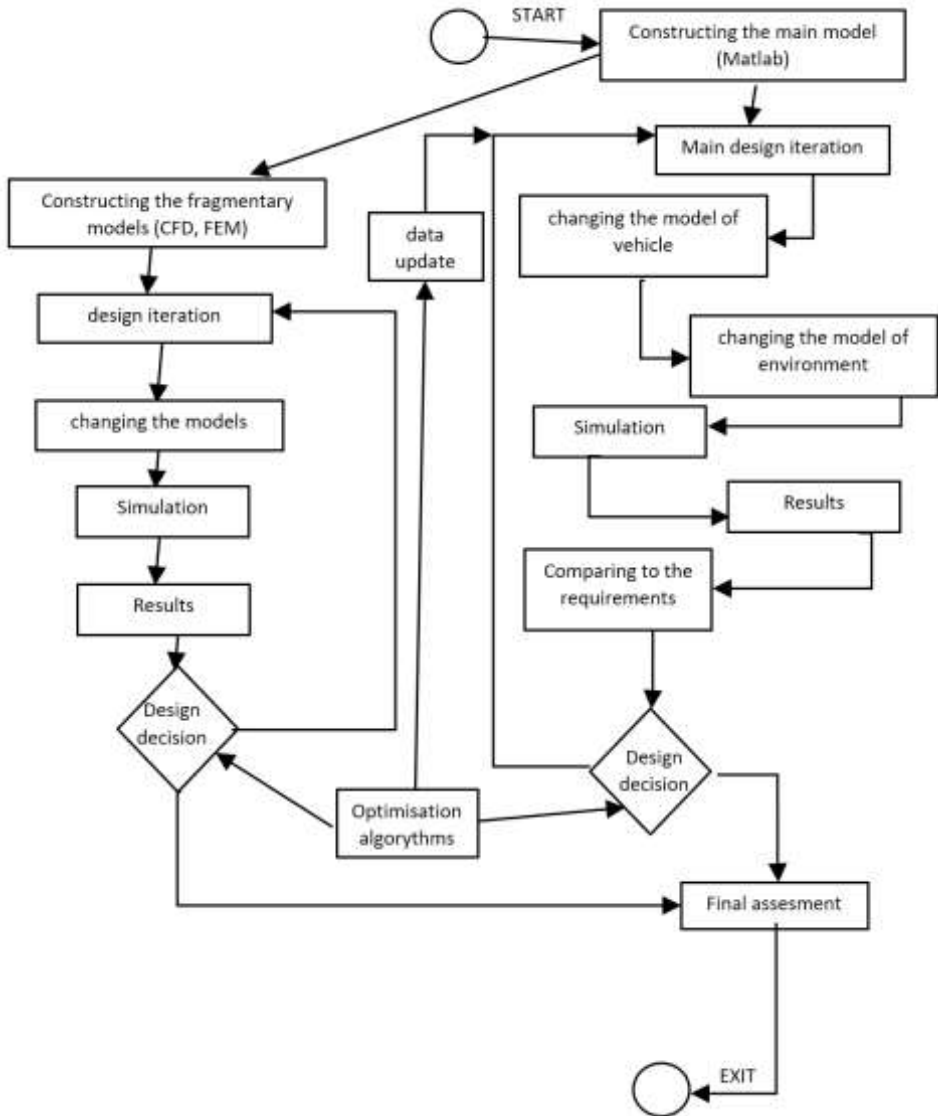 START
Constructing the main model
(Matlab)
Main design iteration
Constructing the fragmentary
models (CFD, FEM)
data
update
changing the model of
vehicle
design iteration
changing the model of
environment
changing the models
Simulation
Simulation
Results
Results
Comparing to the
requirements
Design
decision
Design
decision
Optimisation
algorythms
Final assesment
EXIT